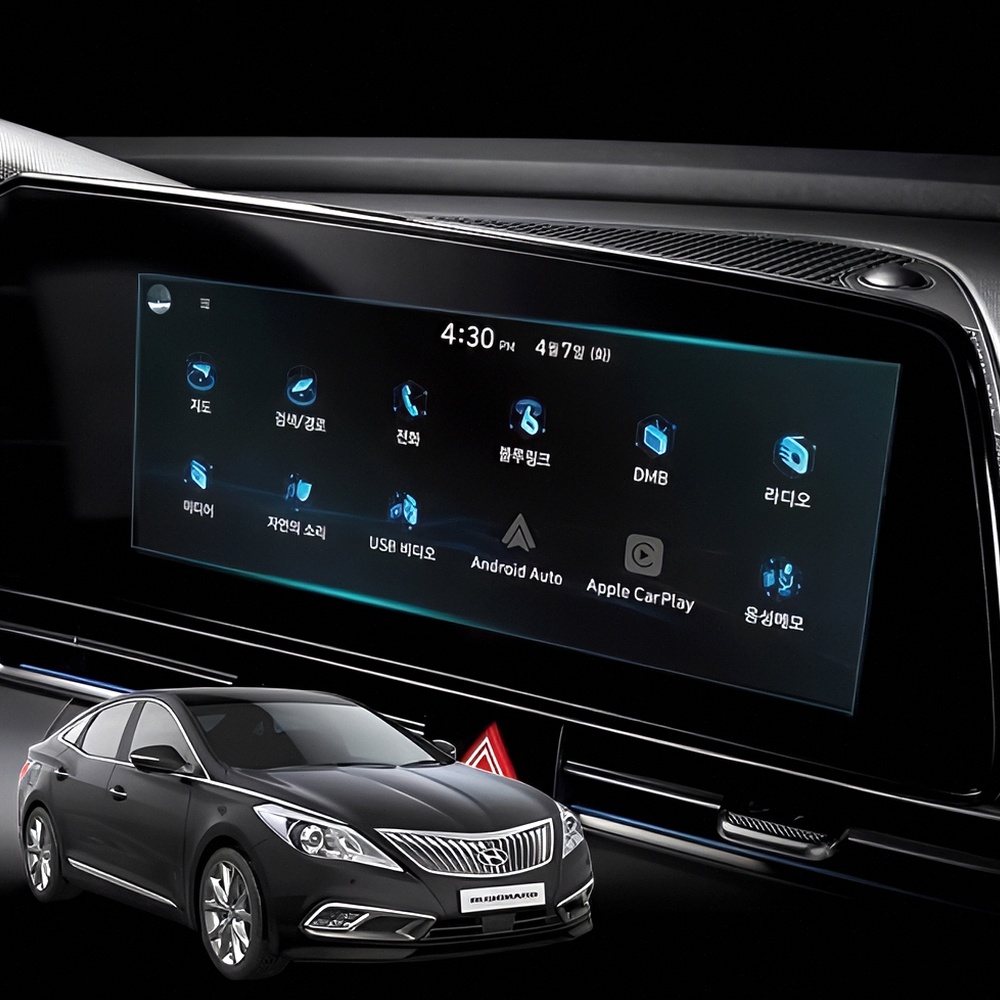 4:30 PM 4월 7일 (화)
지도
검색/경로
전화
블루링크
DMB
라디오
미디어
자연의 소리
USB 비디오
Android Auto
Apple CarPlay
음성메모